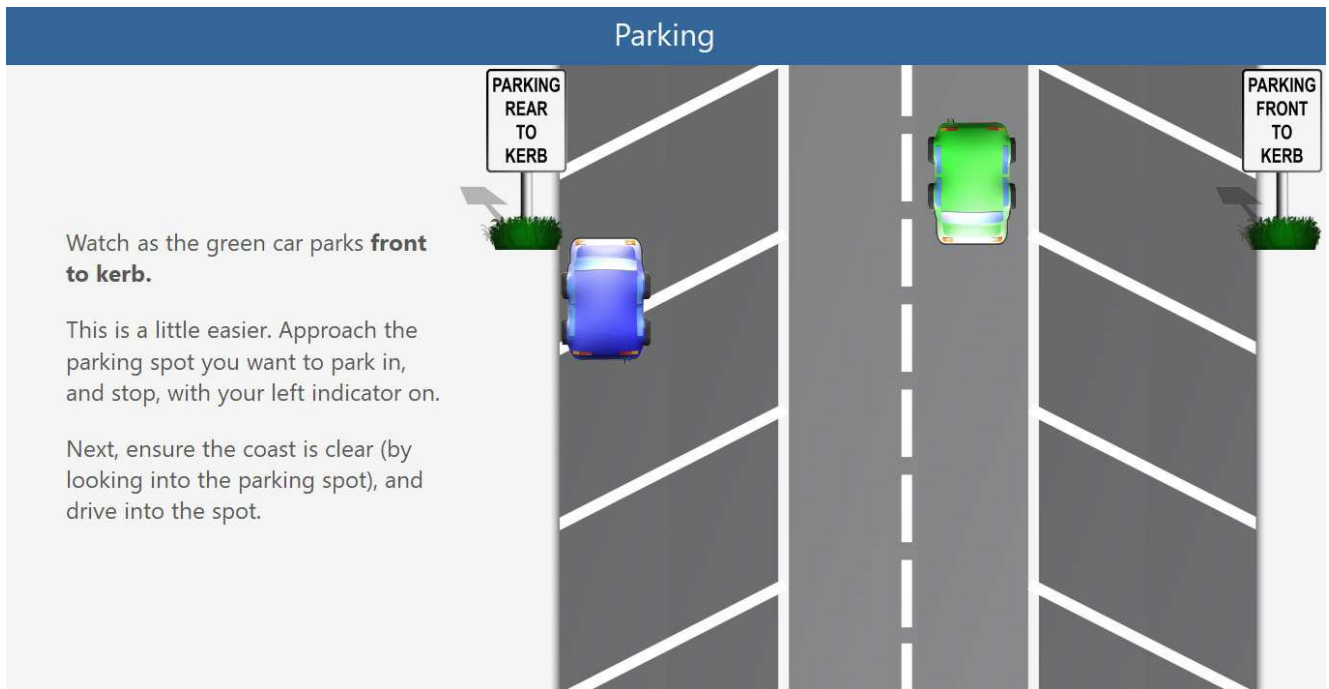 Parking
PARKING
REAR
TO
KERB
PARKING
FRONT
TO
KERB
Watch as the green car parks front
to kerb.
This is a little easier. Approach the
parking spot you want to park in,
and stop, with your left indicator on.
Next, ensure the coast is clear (by
looking into the parking spot), and
drive into the spot.